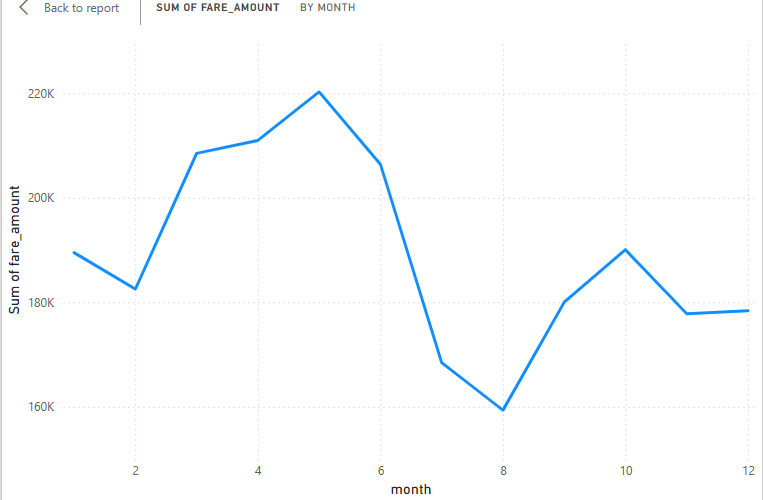 Back to report
SUM OF FARE_AMOUNT BY MONTH
Sum of fare_amount
220K
200K
180K
160K
2 4 6 8 10 12
month